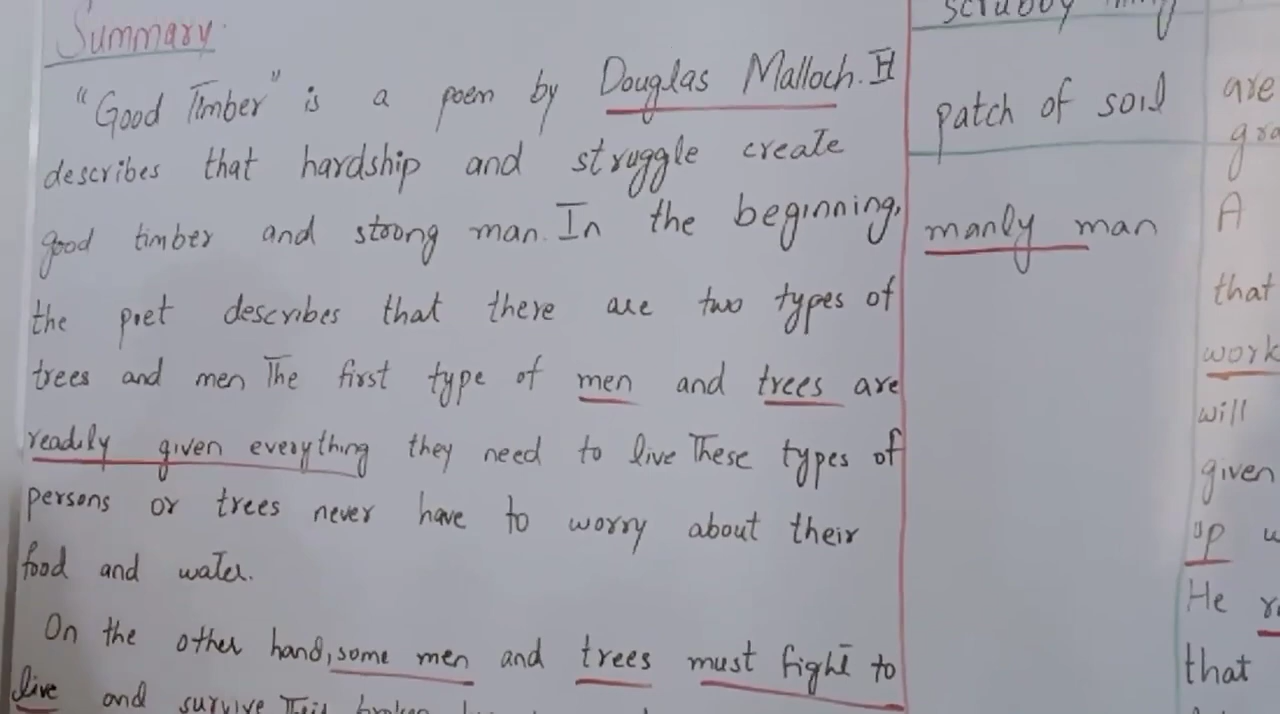 Summary
"Good Timber" is a poem by Douglas Malloch. It
describes that hardship and struggle create
good timber and strong man. In the beginning,
the poet describes that there are two types of
trees and men The first type of men and trees are
readily given everything they need to live These types of
persons or trees never have to worry about their
food and water.
On the other hand, some men and trees must fight to
live and survive This broken
scrubby thing
patch of soil
manly man
are
A
that
work
will
given
up
He
that